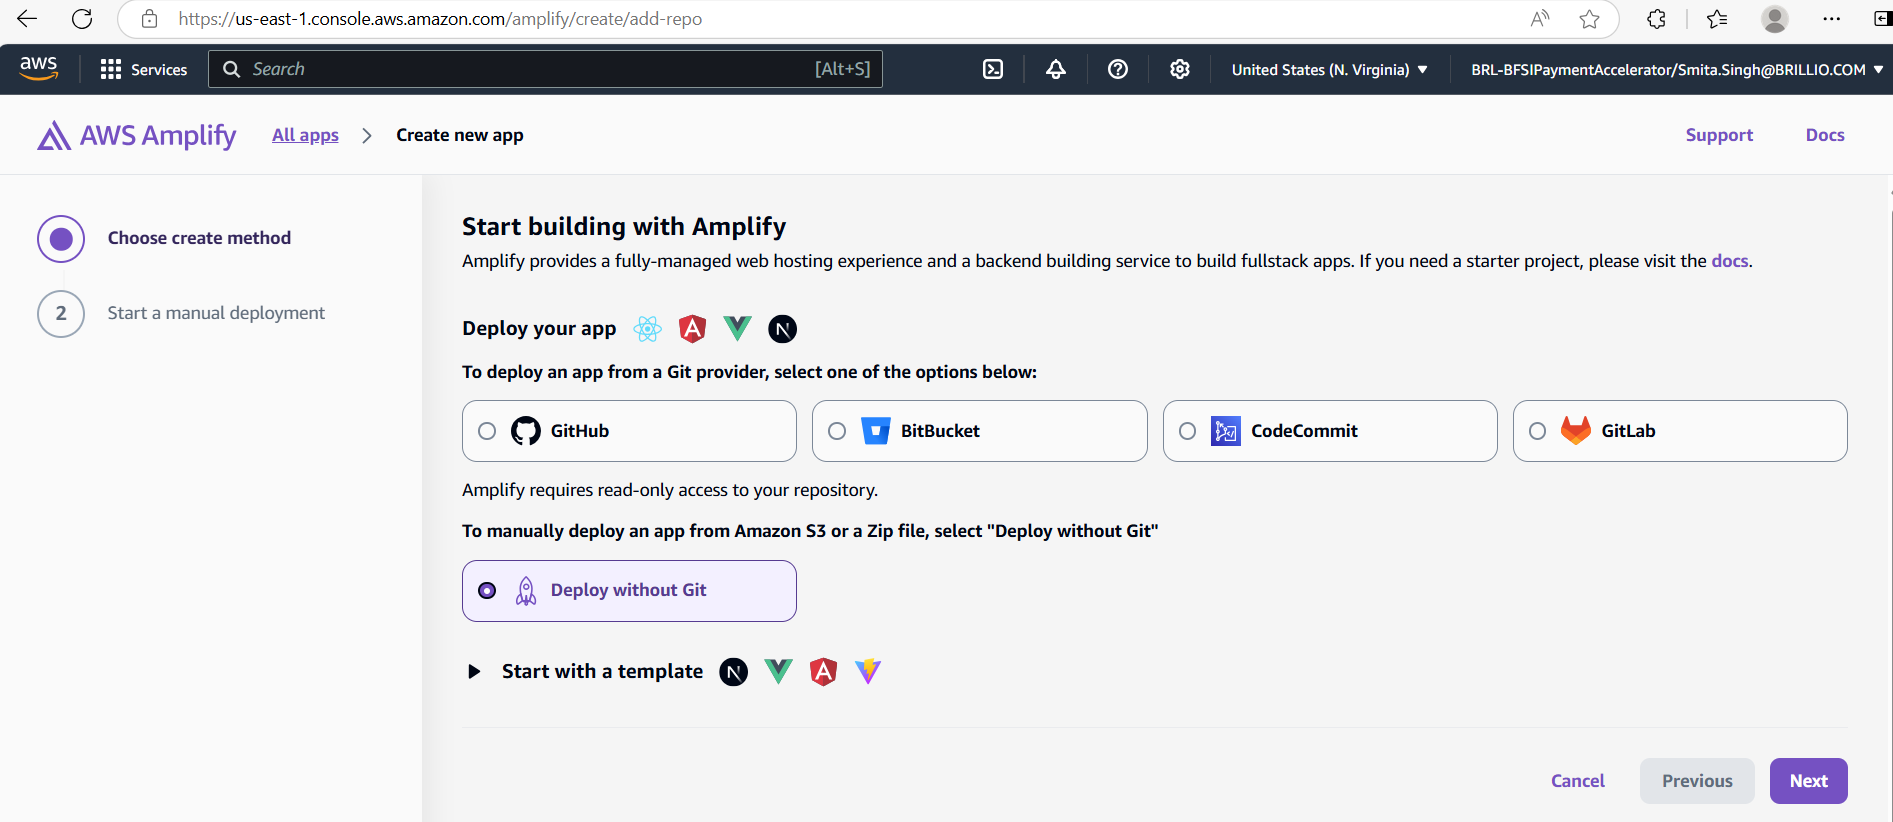 https://us-east-1.console.aws.amazon.com/amplify/create/add-repo
aws
Services
Search
[Alt+S]
United States (N. Virginia)
BRL-BFSIPaymentAccelerator/Smita.Singh@BRILLIO.COM
AWS Amplify
All apps
Create new app
Support
Docs
Choose create method
2
Start a manual deployment
Start building with Amplify
Amplify provides a fully-managed web hosting experience and a backend building service to build fullstack apps. If you need a starter project, please visit the docs.
Deploy your app
To deploy an app from a Git provider, select one of the options below:
GitHub
BitBucket
CodeCommit
GitLab
Amplify requires read-only access to your repository.
To manually deploy an app from Amazon S3 or a Zip file, select "Deploy without Git"
Deploy without Git
Start with a template
Cancel
Previous
Next